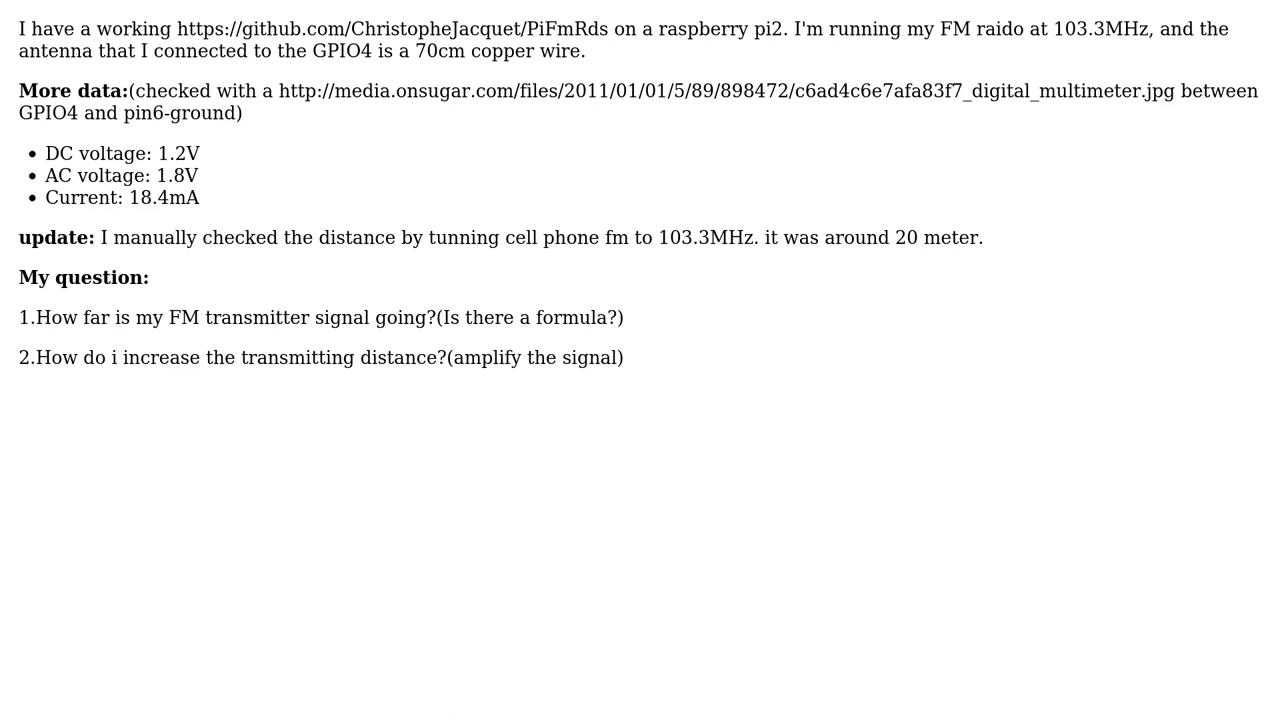 I have a working https://github.com/ChristopheJacquet/PiFmRds on a raspberry pi2. I'm running my FM raido at 103.3MHz, and the
antenna that I connected to the GPIO4 is a 70cm copper wire.
More data:(checked with a http://media.onsugar.com/files/2011/01/01/5/89/898472/c6ad4c6e7afa83f7_digital_multimeter.jpg between
GPIO4 and pin6-ground)
• DC voltage: 1.2V
• AC voltage: 1.8V
• Current: 18.4mA
update: I manually checked the distance by tunning cell phone fm to 103.3MHz. it was around 20 meter.
My question:
1.How far is my FM transmitter signal going?(Is there a formula?)
2.How do i increase the transmitting distance?(amplify the signal)